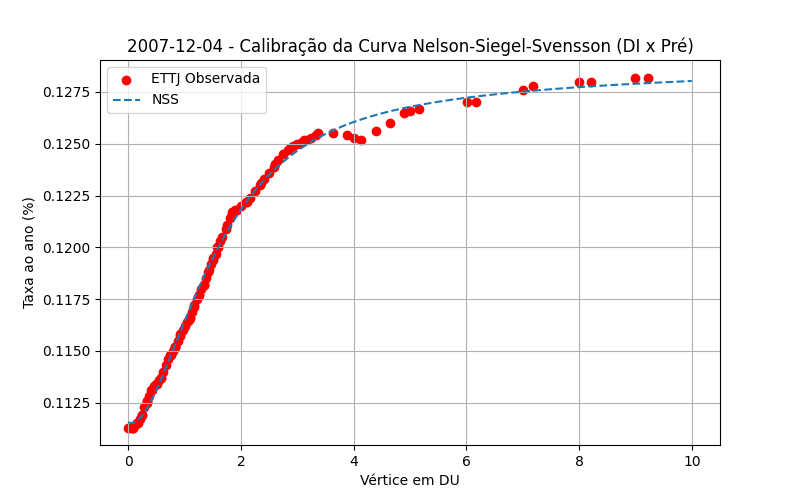 2007-12-04 - Calibração da Curva Nelson-Siegel-Svensson (DI x Pré)
ETTJ Observada
NSS
Taxa ao ano (%)
0.1275
0.1250
0.1225
0.1200
0.1175
0.1150
0.1125
0 2 4 6 8 10
Vértice em DU